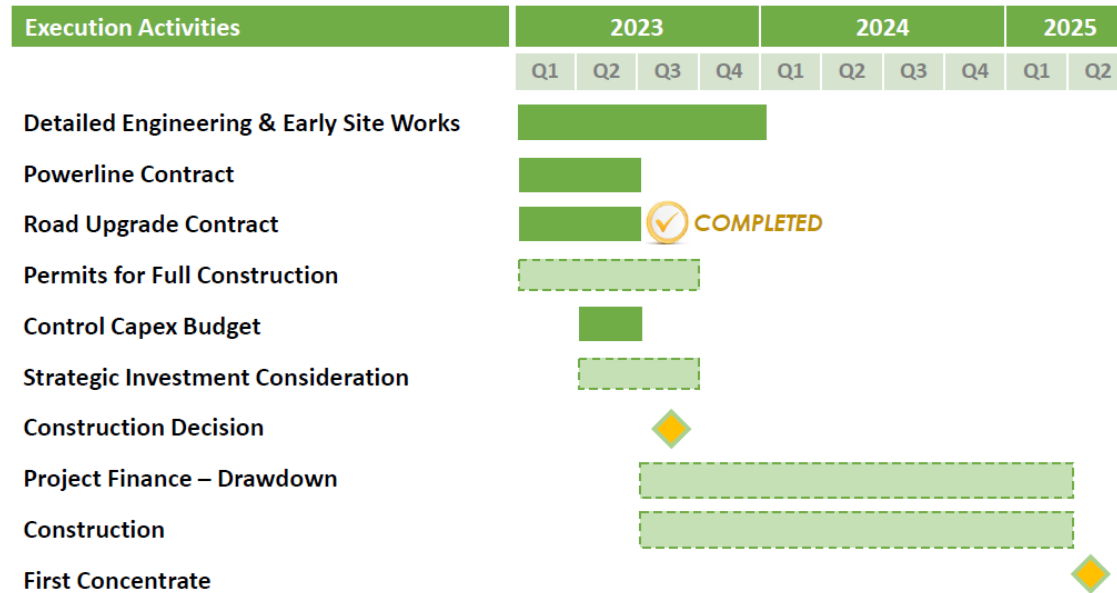 Execution Activities 2023 2024 2025
Q1 Q2 Q3 Q4 Q1 Q2 Q3 Q4 Q1 Q2
Detailed Engineering & Early Site Works
Powerline Contract
Road Upgrade Contract COMPLETED
Permits for Full Construction
Control Capex Budget
Strategic Investment Consideration
Construction Decision
Project Finance – Drawdown
Construction
First Concentrate